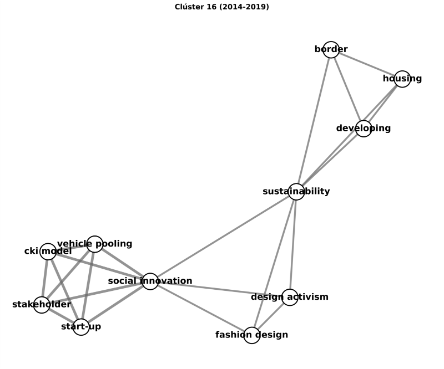 Clúster 16 (2014-2019)
border
housing
developing
sustainability
vehicle pooling
cki model
social innovation
design activism
stakeholder
start-up
fashion design